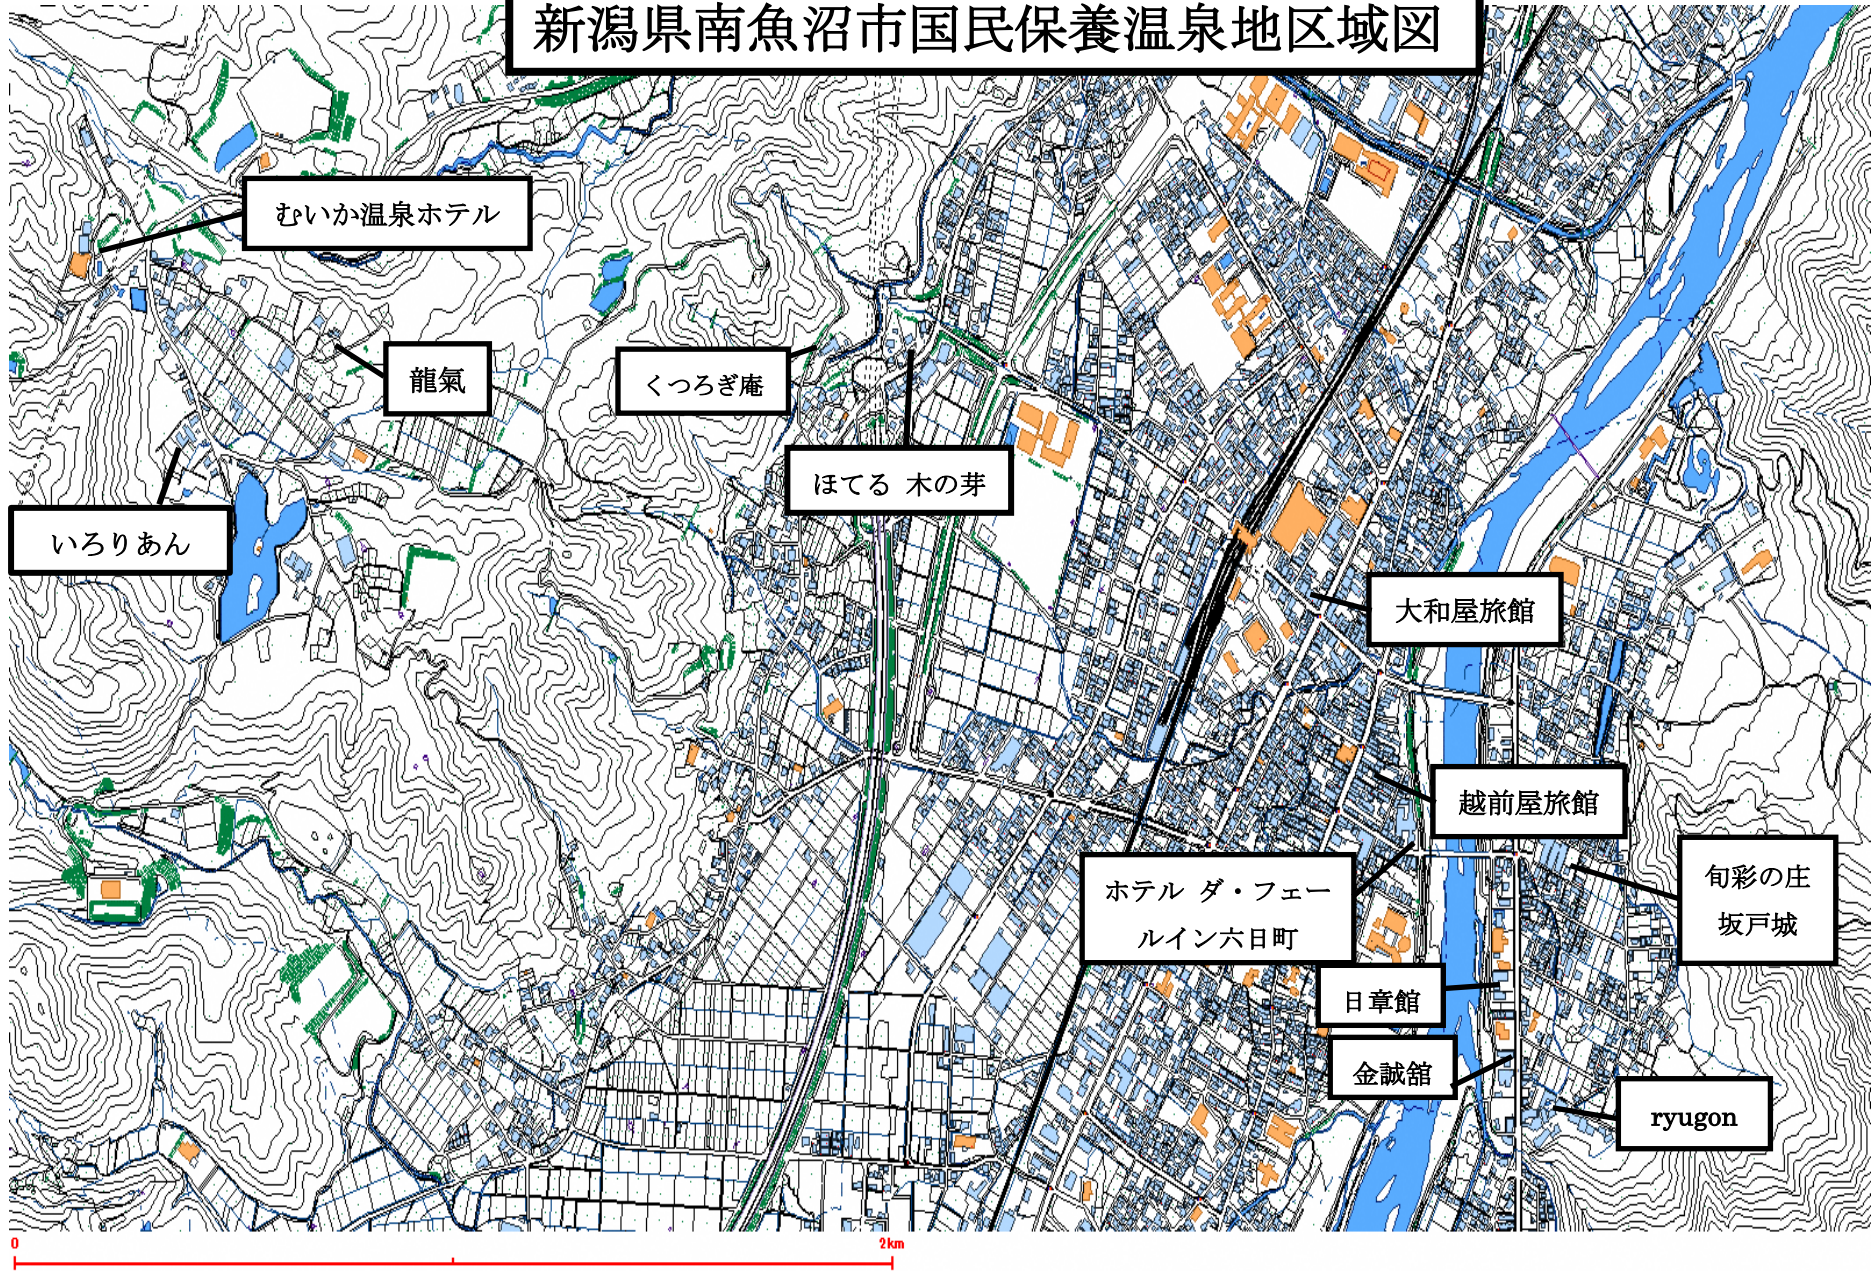 新潟県南魚沼市国民保養温泉地区域図
むいか温泉ホテル
龍氣
くつろぎ庵
ほてる 木の芽
いろりあん
大和屋旅館
越前屋旅館
ホテル ダ・フェー
ルイン六日町
旬彩の庄
坂戸城
日章館
金誠舘
ryugon
0
2km